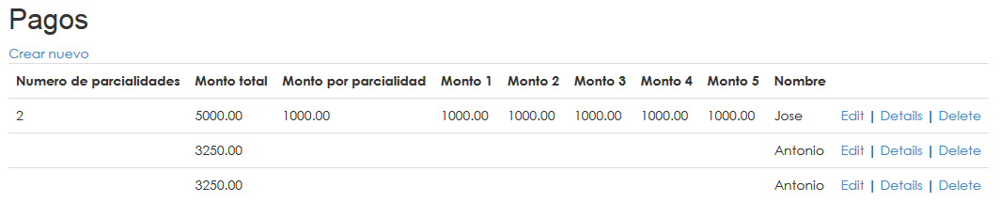 Pagos
Crear nuevo
Numero de parcialidades Monto total Monto por parcialidad Monto 1 Monto 2 Monto 3 Monto 4 Monto 5 Nombre
2 5000.00 1000.00 1000.00 1000.00 1000.00 1000.00 1000.00 Jose Edit | Details | Delete
3250.00 Antonio Edit | Details | Delete
3250.00 Antonio Edit | Details | Delete